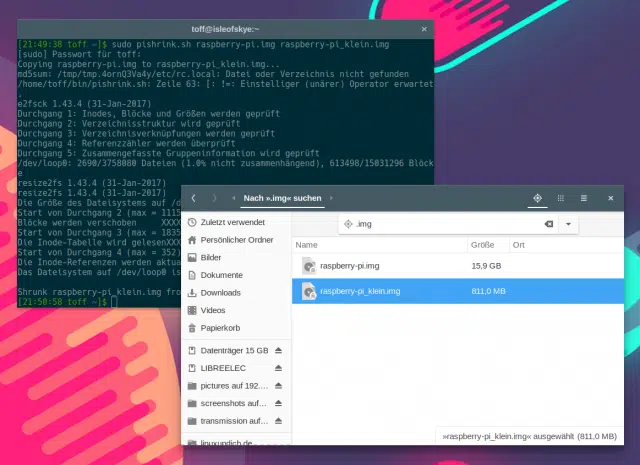 toff@isleofskye:~
[21:49:38 toff ~]$ sudo pishrink.sh raspberry-pi.img raspberry-pi_klein.img
[sudo] Passwort für toff:
Copying raspberry-pi.img to raspberry-pi_klein.img...
md5sum: /tmp/tmp.4ornQ3Va4y/etc/rc.local: Datei oder Verzeichnis nicht gefunden
/home/toff/bin/pishrink.sh: Zeile 63: [: !=: Einstelliger (unärer) Operator erwartet
.
e2fsck 1.43.4 (31-Jan-2017)
Durchgang 1: Inodes, Blöcke und Größen werden geprüft
Durchgang 2: Verzeichnisstruktur wird geprüft
Durchgang 3: Verzeichnisverknüpfungen werden geprüft
Durchgang 4: Referenzzähler werden überprüft
Durchgang 5: Zusammengefasste Gruppeninformation wird geprüft
/dev/loop0: 2690/3758080 Dateien (1.0% nicht zusammenhängend), 613498/15031296 Blöck
e
resize2fs 1.43.4 (31-Jan-2017)
resize2fs 1.43.4 (31-Jan-2017)
Die Größe des Dateisystems auf /d
Start von Durchgang 2 (max = 1115
Blöcke werden verschoben XXXX
Start von Durchgang 3 (max = 1835
Die Inode-Tabelle wird gelesenXXX
Start von Durchgang 4 (max = 352)
Die Inode-Referenzen werden aktua
Das Dateisystem auf /dev/loop0 is
Shrunk raspberry-pi_klein.img fro
[21:50:58 toff ~]$
Nach ».img« suchen
.img
Name Größe Ort
raspberry-pi.img 15,9 GB
raspberry-pi_klein.img 811,0 MB
Zuletzt verwendet
Persönlicher Ordner
Bilder
Dokumente
Downloads
Videos
Papierkorb
Datenträger 15 GB
LIBREELEC
pictures auf 192.…
screenshots auf…
transmission auf…
linuxundich.de
»raspberry-pi_klein.img« ausgewählt (811,0 MB)